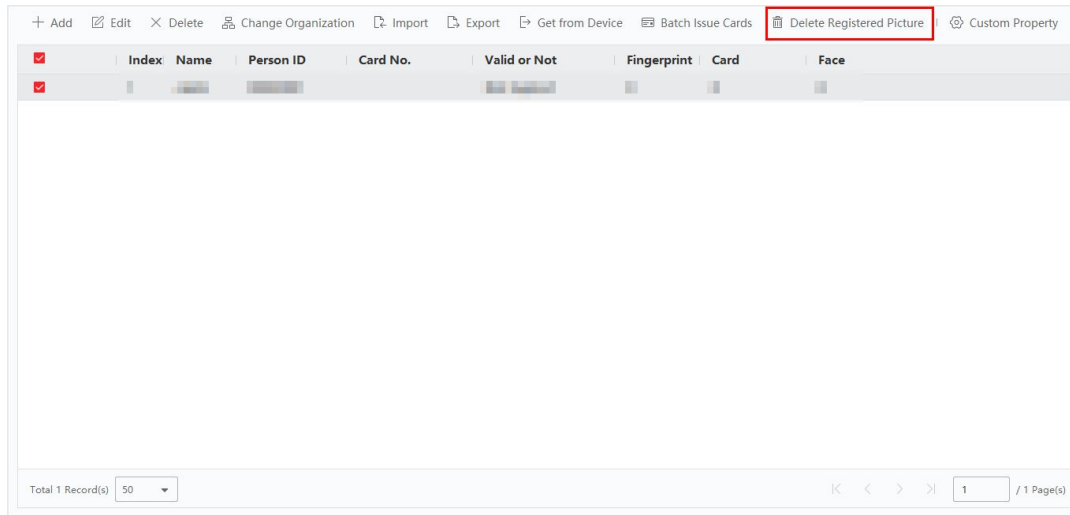 Add Edit Delete Change Organization Import Export Get from Device Batch Issue Cards Delete Registered Picture Custom Property
Index Name Person ID Card No. Valid or Not Fingerprint Card Face
Total 1 Record(s) 50 1 / 1 Page(s)